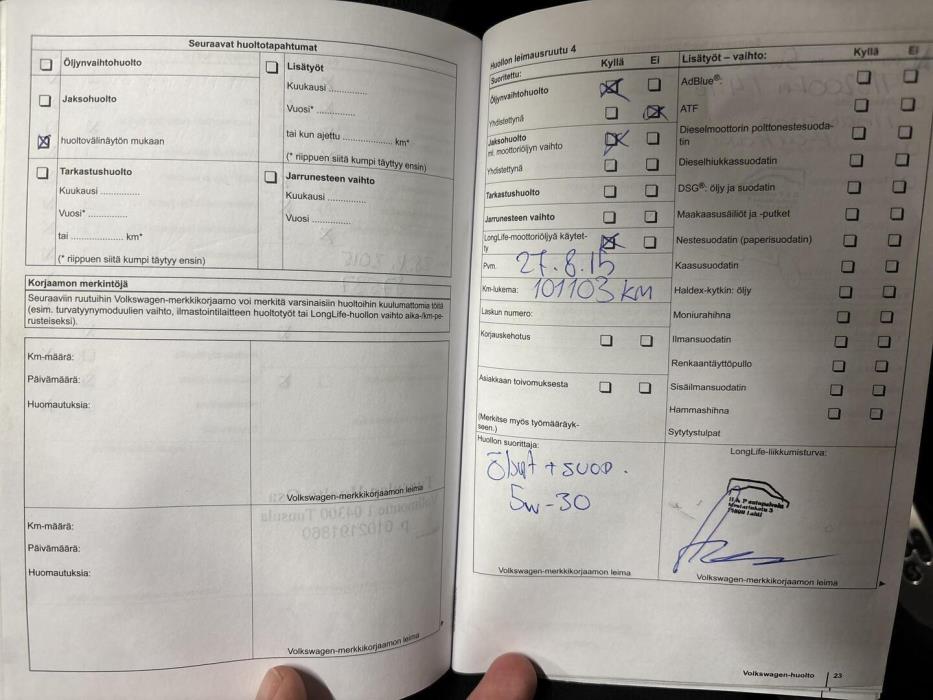 Seuraavat huoltotapahtumat
Öljynvaihtohuolto
Jaksohuolto
huoltovälinäytön mukaan
Lisätyöt
Kuukausi ..............
Vuosi* ..............
tai kun ajettu ................... km*
(* riippuen siitä kumpi täytyy ensin)
Tarkastushuolto
Kuukausi ..............
Vuosi* ..............
tai .................. km*
(* riippuen siitä kumpi täytyy ensin)
Jarrunesteen vaihto
Kuukausi ..............
Vuosi ..............
Korjaamon merkintöjä
Seuraaviin ruutuihin Volkswagen-merkkikorjaamo voi merkitä varsinaisiin huoltoihin kuulumattomia töitä
(esim. turvatyynymoduulien vaihto, ilmastointilaitteen huoltotyöt tai LongLife-huollon vaihto aika-/km-pe-
rusteiseksi).
Km-määrä:
Päivämäärä:
Huomautuksia:
Volkswagen-merkkikorjaamon leima
Km-määrä:
Päivämäärä:
Huomautuksia:
Volkswagen-merkkikorjaamon leima
Huollon leimausruutu 4
Suoritettu: Kyllä Ei
Öljynvaihtohuolto
Yhdistettynä
Jaksohuolto
ml. moottoriöljyn vaihto
Yhdistettynä
Tarkastushuolto
Jarrunesteen vaihto
LongLife-moottoriöljyä käytet-
ty
Pvm. 27.8.15
Km-lukema: 101103 KM
Laskun numero:
Korjauskehotus
Asiakkaan toivomuksesta
(Merkitse myös työmääräyk-
seen.)
Huollon suorittaja:
+ suod.
5w-30
Volkswagen-merkkikorjaamon leima
Lisätyöt – vaihto: Kyllä Ei
AdBlue®:
ATF
Dieselmoottorin polttonestesuoda-
tin
Dieselhiukkassuodatin
DSG®: öljy ja suodatin
Maakaasusäiliöt ja -putket
Nestesuodatin (paperisuodatin)
Kaasusuodatin
Haldex-kytkin: öljy
Moniurahihna
Ilmansuodatin
Renkaantäyttöpullo
Sisäilmansuodatin
Hammashihna
Sytytystulpat
LongLife-liikkumisturva:
Lahti
Volkswagen-merkkikorjaamon leima
Volkswagen-huolto 23